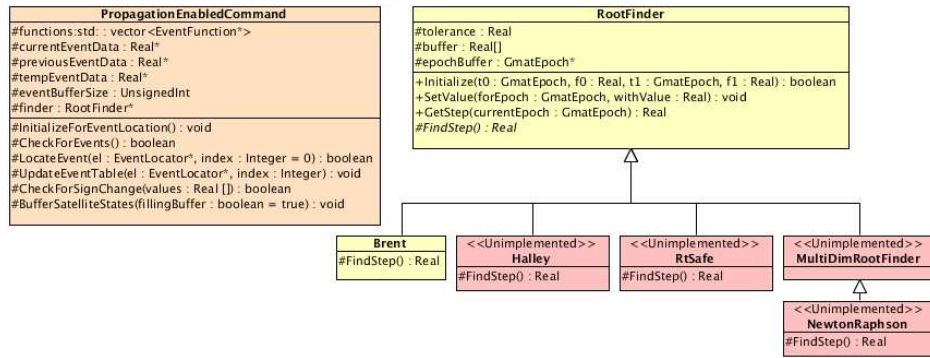 PropagationEnabledCommand
#functions:std: : vector<EventFunction*>
#currentEventData : Real*
#previousEventData : Real*
#tempEventData : Real*
#eventBufferSize : UnsignedInt
#finder : RootFinder*
#InitializeForEventLocation() : void
#CheckForEvents() : boolean
#LocateEvent(el : EventLocator*, index : Integer = 0) : boolean
#UpdateEventTable(el : EventLocator*, index : Integer) : void
#CheckForSignChange(values : Real []) : boolean
#BufferSatelliteStates(fillingBuffer : boolean = true) : void
RootFinder
#tolerance : Real
#buffer : Real[]
#epochBuffer : GmatEpoch*
+Initialize(t0 : GmatEpoch, f0 : Real, t1 : GmatEpoch, f1 : Real) : boolean
+SetValue(forEpoch : GmatEpoch, withValue : Real) : void
+GetStep(currentEpoch : GmatEpoch) : Real
#FindStep() : Real
Brent
#FindStep() : Real
<<Unimplemented>>
Halley
#FindStep() : Real
<<Unimplemented>>
RtSafe
#FindStep() : Real
<<Unimplemented>>
MultiDimRootFinder
<<Unimplemented>>
NewtonRaphson
#FindStep() : Real